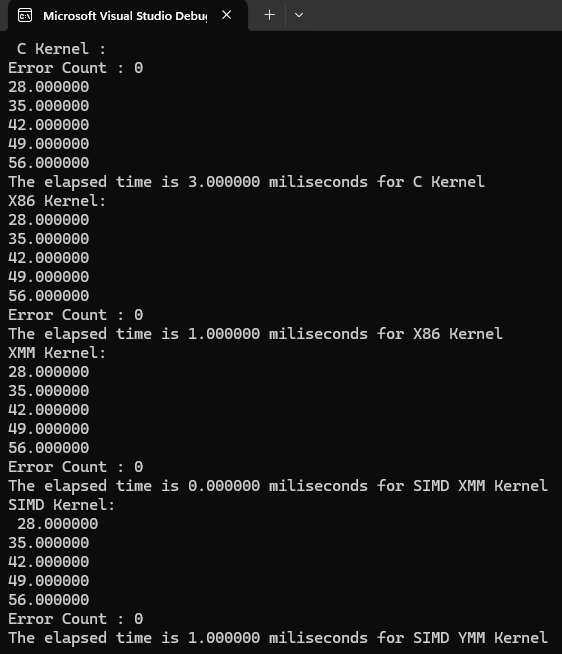 Microsoft Visual Studio Debu
C Kernel :
Error Count : 0
28.000000
35.000000
42.000000
49.000000
56.000000
The elapsed time is 3.000000 miliseconds for C Kernel
X86 Kernel:
28.000000
35.000000
42.000000
49.000000
56.000000
Error Count : 0
The elapsed time is 1.000000 miliseconds for X86 Kernel
XMM Kernel:
28.000000
35.000000
42.000000
49.000000
56.000000
Error Count : 0
The elapsed time is 0.000000 miliseconds for SIMD XMM Kernel
SIMD Kernel:
28.000000
35.000000
42.000000
49.000000
56.000000
Error Count : 0
The elapsed time is 1.000000 miliseconds for SIMD YMM Kernel